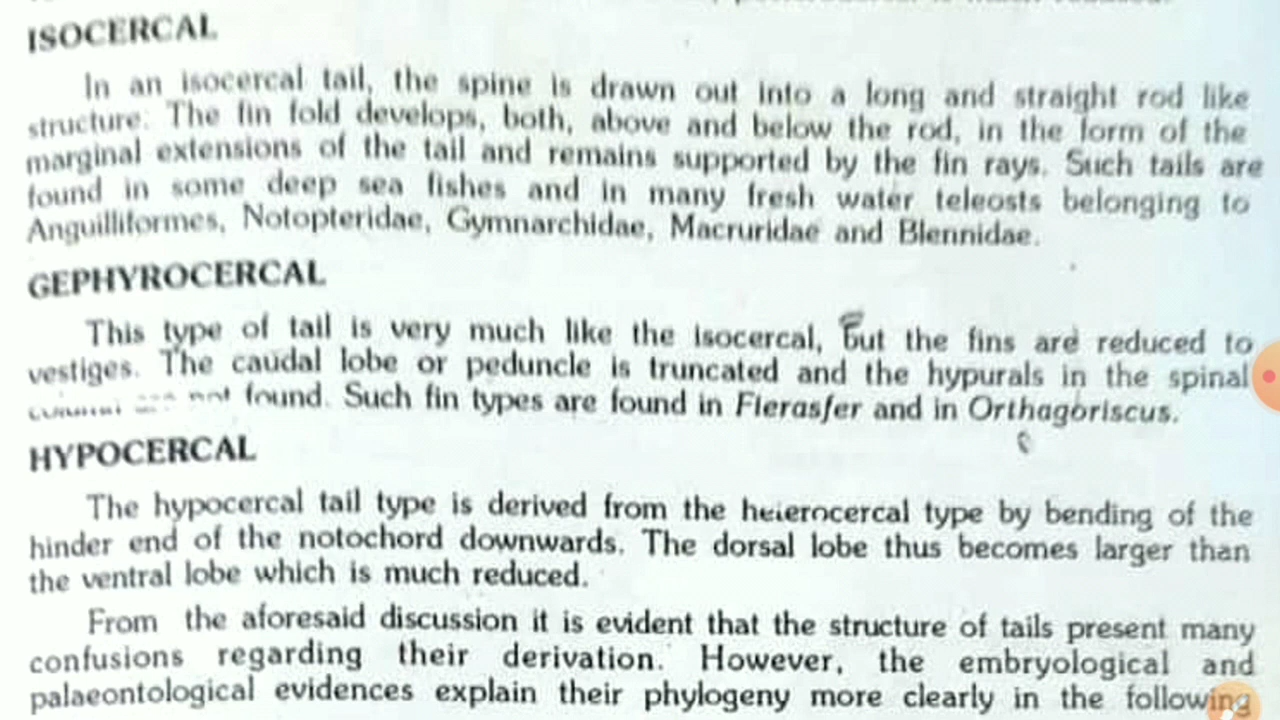 ISOCERCAL
In an isocercal tail, the spine is drawn out into a long and straight rod like
structure. The fin fold develops, both, above and below the rod, in the form of the
marginal extensions of the tail and remains supported by the fin rays. Such tails are
found in some deep sea fishes and in many fresh water teleosts belonging to
Anguilliformes, Notopteridae, Gymnarchidae, Macruridae and Blennidae.
GEPHYROCERCAL
This type of tail is very much like the isocercal, but the fins are reduced to
vestiges. The caudal lobe or peduncle is truncated and the hypurals in the spinal
not found. Such fin types are found in Fierasfer and in Orthagoriscus.
HYPOCERCAL
The hypocercal tail type is derived from the heterocercal type by bending of the
hinder end of the notochord downwards. The dorsal lobe thus becomes larger than
the ventral lobe which is much reduced.
From the aforesaid discussion it is evident that the structure of tails present many
confusions regarding their derivation. However, the embryological and
palaeontological evidences explain their phylogeny more clearly in the following